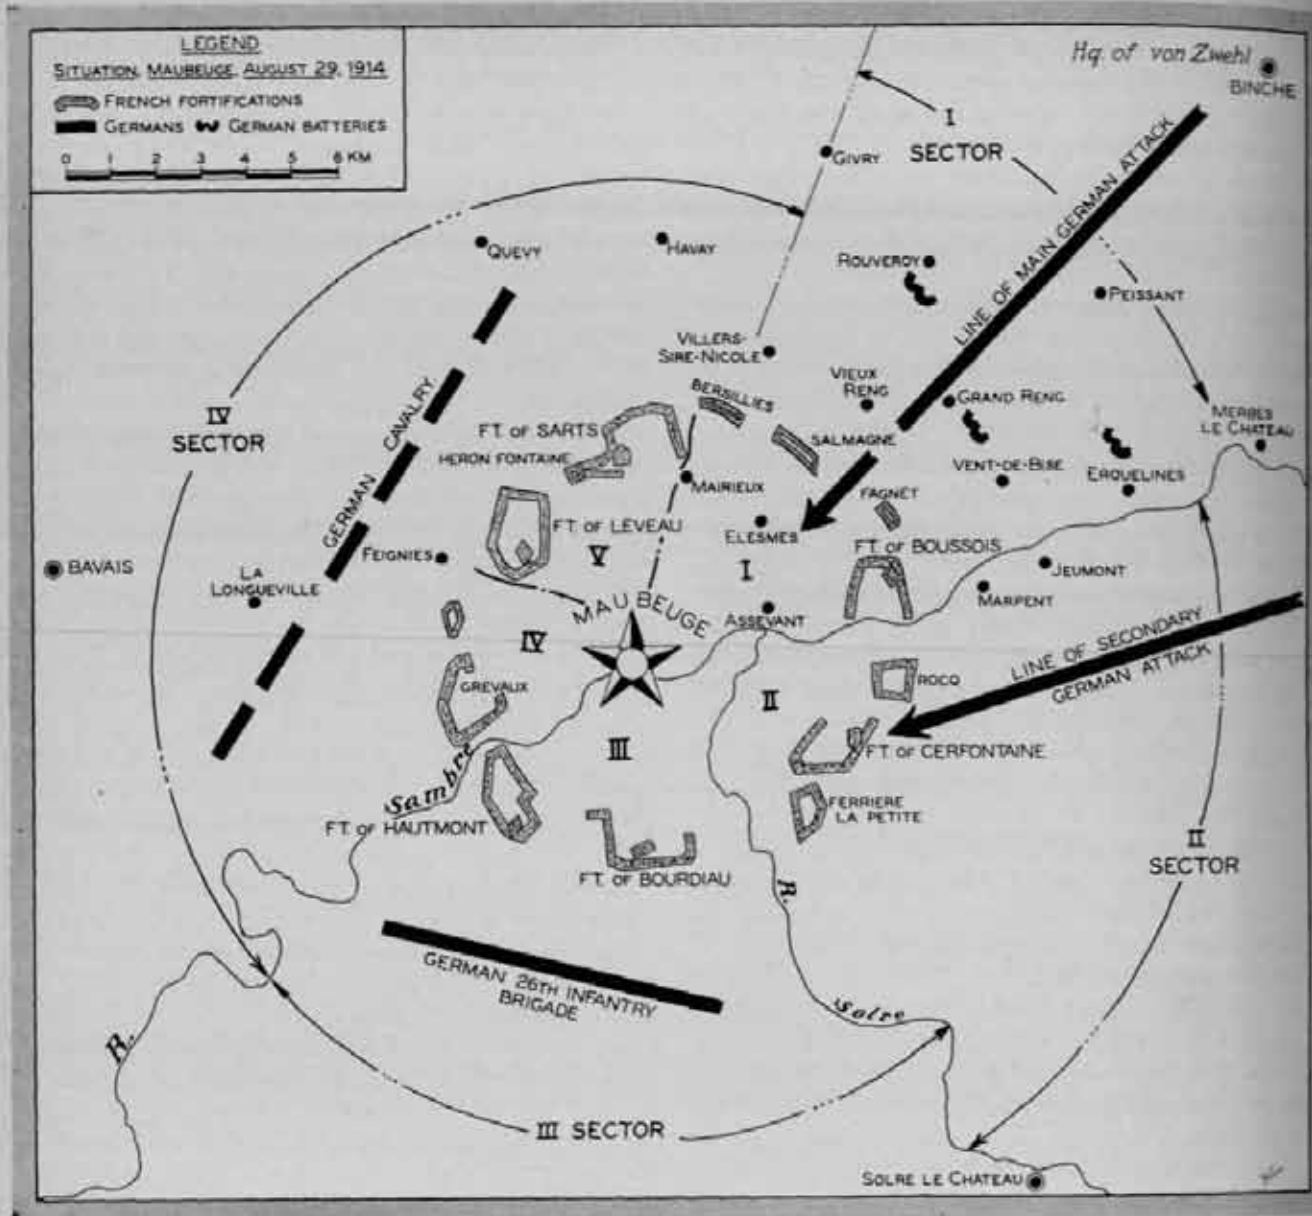 LEGEND
SITUATION, MAUBEUGE, AUGUST 29, 1914
FRENCH FORTIFICATIONS
GERMANS GERMAN BATTERIES
0 1 2 3 4 5 6 KM
Hq. of von Zwehl
BINCHE
I
SECTOR
GIVRY
LINE OF MAIN GERMAN ATTACK
QUEVY
HAVAY
ROUVEROY
PEISSANT
VILLERS-
SIRE-NICOLE
VIEUX
RENG
GRAND RENG
MERBES
LE CHATEAU
IV
SECTOR
GERMAN CAVALRY
BERSILLIES
FT. OF SARTS
HERON FONTAINE
SALMAGNE
VENT-DE-BISE
ERQUELINES
MAIRIEUX
FAGNET
FT. OF LEVEAU
ELESMES
FT. OF BOUSSOIS
FEIGNIES
V
I
BAVAIS
LA
LONGUEVILLE
JEUMONT
MARPENT
MAUBEUGE
ASSEVANT
IV
LINE OF SECONDARY
GERMAN ATTACK
GREVAUX
II
ROCQ
III
FT. OF CERFONTAINE
Sambre
FT. OF HAUTMONT
FERRIERE
LA PETITE
II
SECTOR
FT. OF BOURDIAU
R.
GERMAN 26TH INFANTRY
BRIGADE
Solre
R.
III SECTOR
SOLRE LE CHATEAU